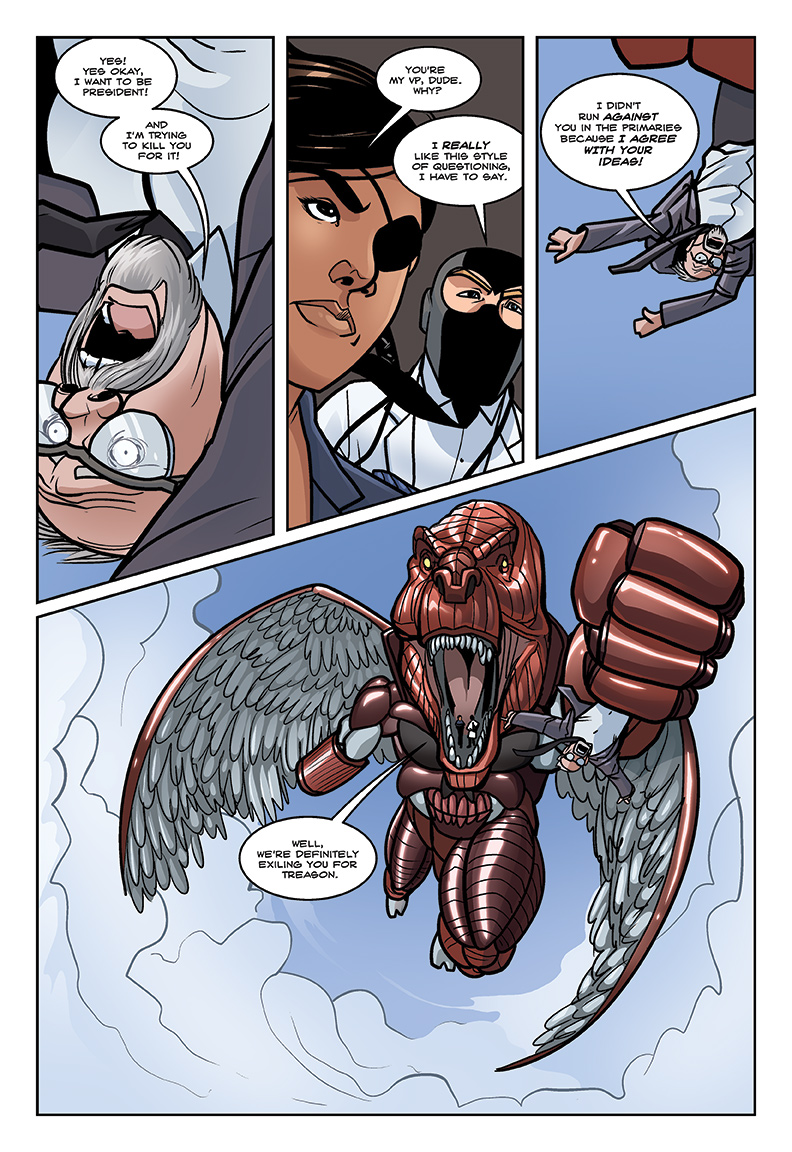 YES!
YES OKAY,
I WANT TO BE
PRESIDENT!
AND
I'M TRYING
TO KILL YOU
FOR IT!
YOU'RE
MY VP, DUDE.
WHY?
I REALLY
LIKE THIS STYLE
OF QUESTIONING,
I HAVE TO SAY.
I DIDN'T
RUN AGAINST
YOU IN THE PRIMARIES
BECAUSE I AGREE
WITH YOUR
IDEAS!
WELL,
WE'RE DEFINITELY
EXILING YOU FOR
TREASON.